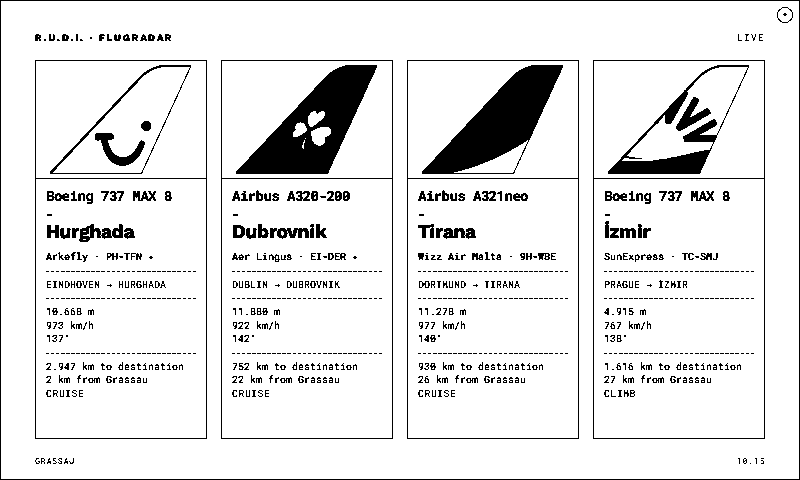 R.U.D.I. · FLUGRADAR
LIVE
Boeing 737 MAX 8
-
Hurghada
Arkefly · PH-TFN ✦
EINDHOVEN → HURGHADA
10.668 m
973 km/h
137°
2.947 km to destination
2 km from Grassau
CRUISE
Airbus A320-200
-
Dubrovnik
Aer Lingus · EI-DER ✦
DUBLIN → DUBROVNIK
11.880 m
922 km/h
142°
752 km to destination
22 km from Grassau
CRUISE
Airbus A321neo
-
Tirana
Wizz Air Malta · 9H-WBE
DORTMUND → TIRANA
11.278 m
977 km/h
140°
930 km to destination
26 km from Grassau
CRUISE
Boeing 737 MAX 8
-
İzmir
SunExpress · TC-SMJ
PRAGUE → İZMIR
4.915 m
767 km/h
138°
1.616 km to destination
27 km from Grassau
CLIMB
GRASSAU
10.15